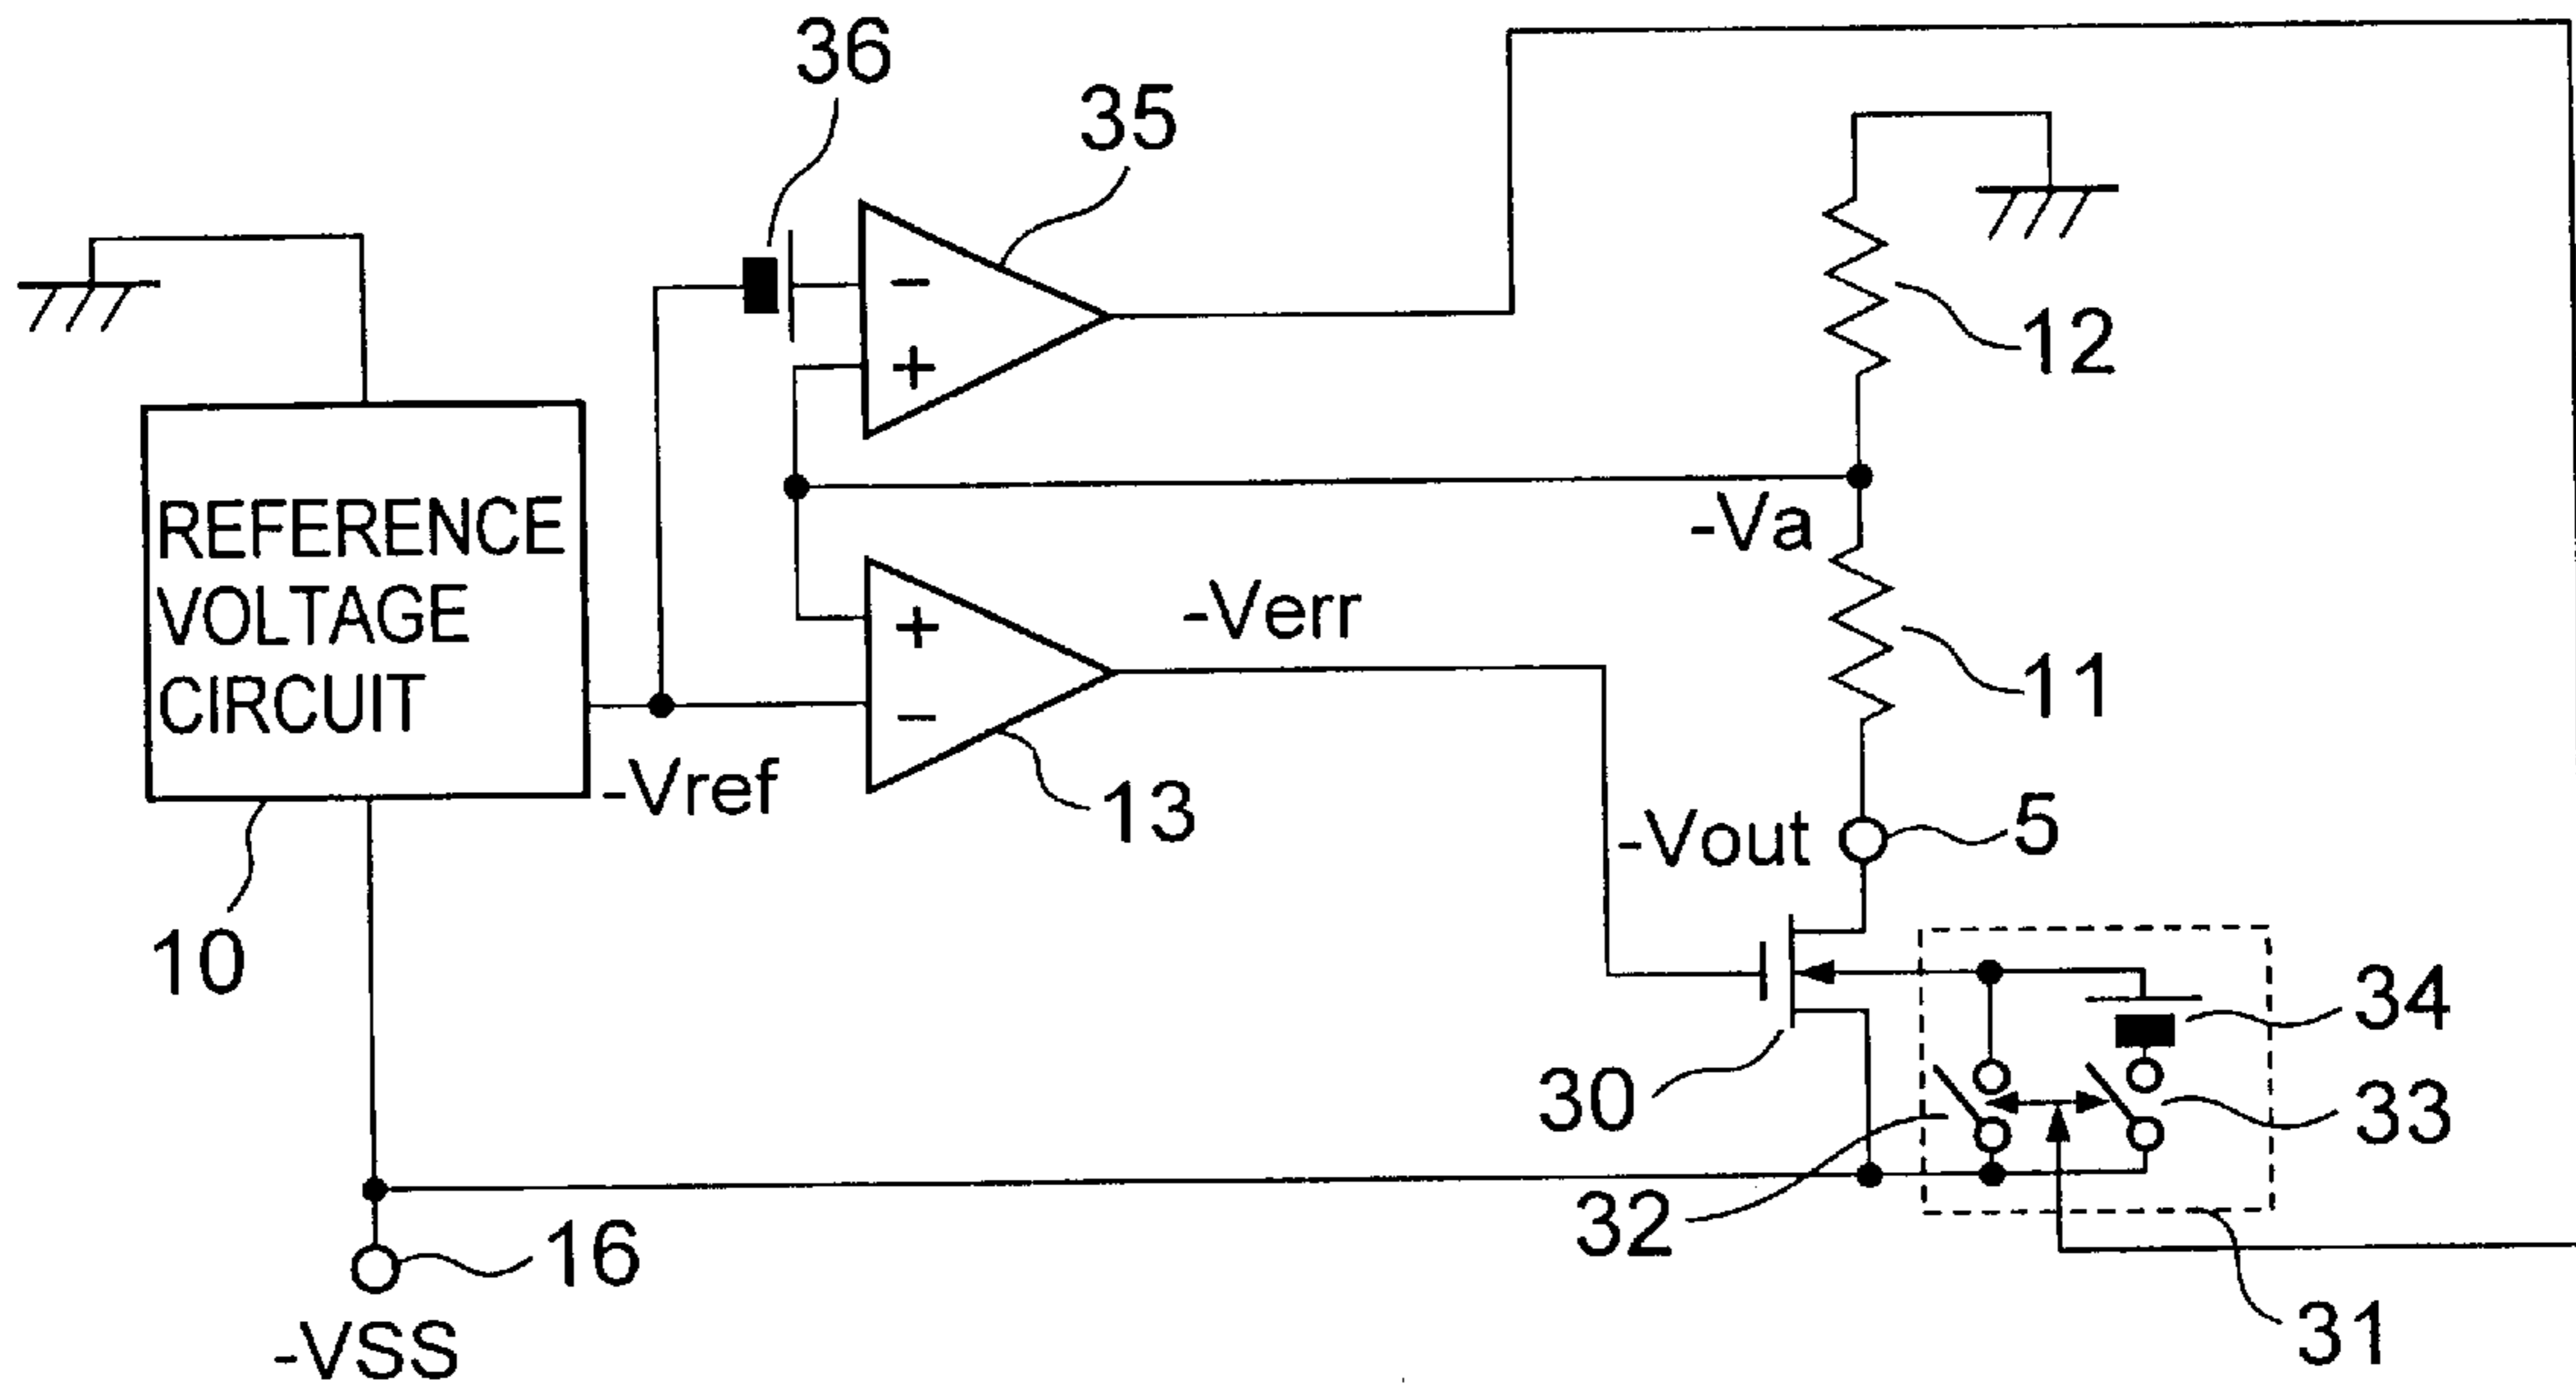 36
35
12
REFERENCE
VOLTAGE
CIRCUIT
-
+
-Va
+
-
-Verr
11
-Vref
13
-Vout
5
10
34
30
33
32
16
31
-VSS